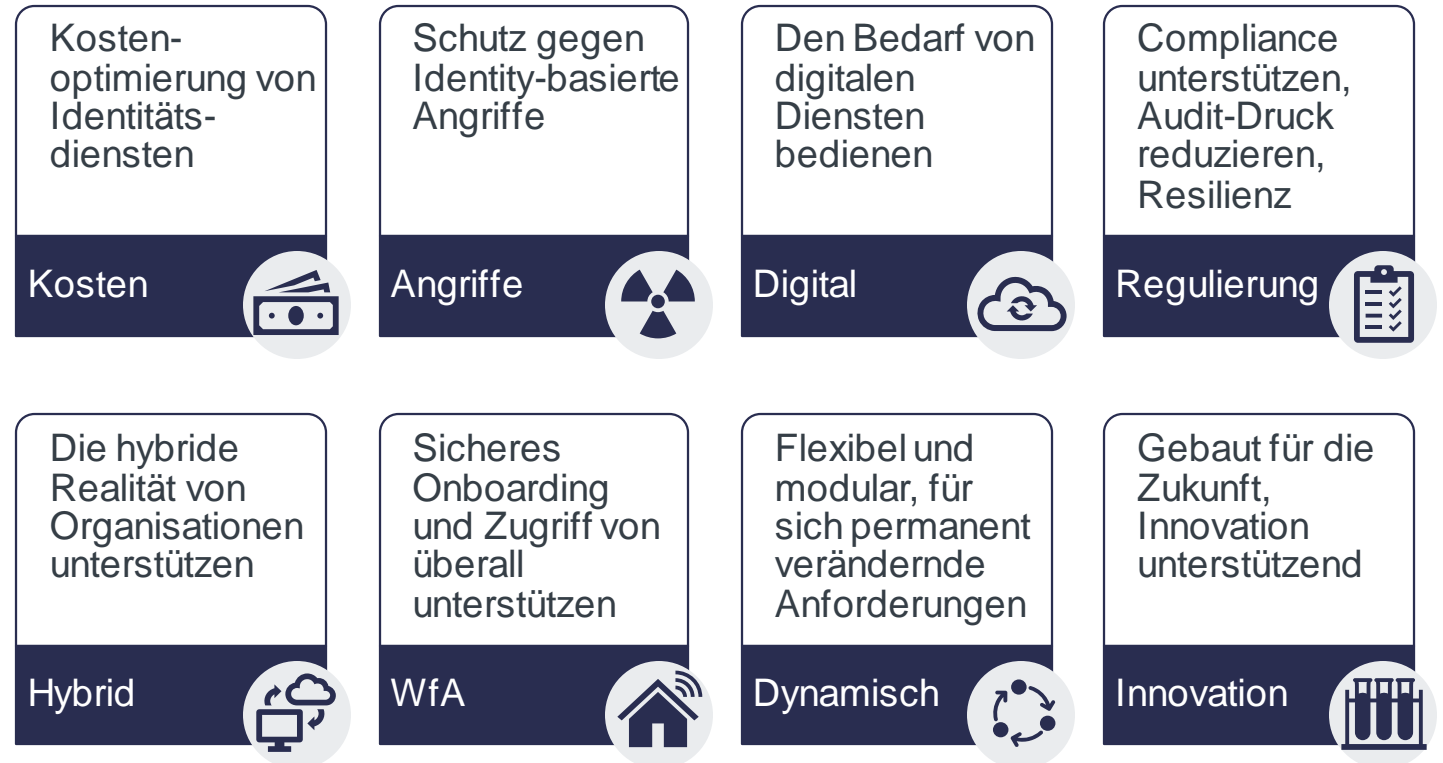 Kosten-
optimierung von
Identitäts-
diensten
Kosten
Schutz gegen
Identity-basierte
Angriffe
Angriffe
Den Bedarf von
digitalen
Diensten
bedienen
Digital
Compliance
unterstützen,
Audit-Druck
reduzieren,
Resilienz
Regulierung
Die hybride
Realität von
Organisationen
unterstützen
Hybrid
Sicheres
Onboarding
und Zugriff von
überall
unterstützen
WfA
Flexibel und
modular, für
sich permanent
verändernde
Anforderungen
Dynamisch
Gebaut für die
Zukunft,
Innovation
unterstützend
Innovation